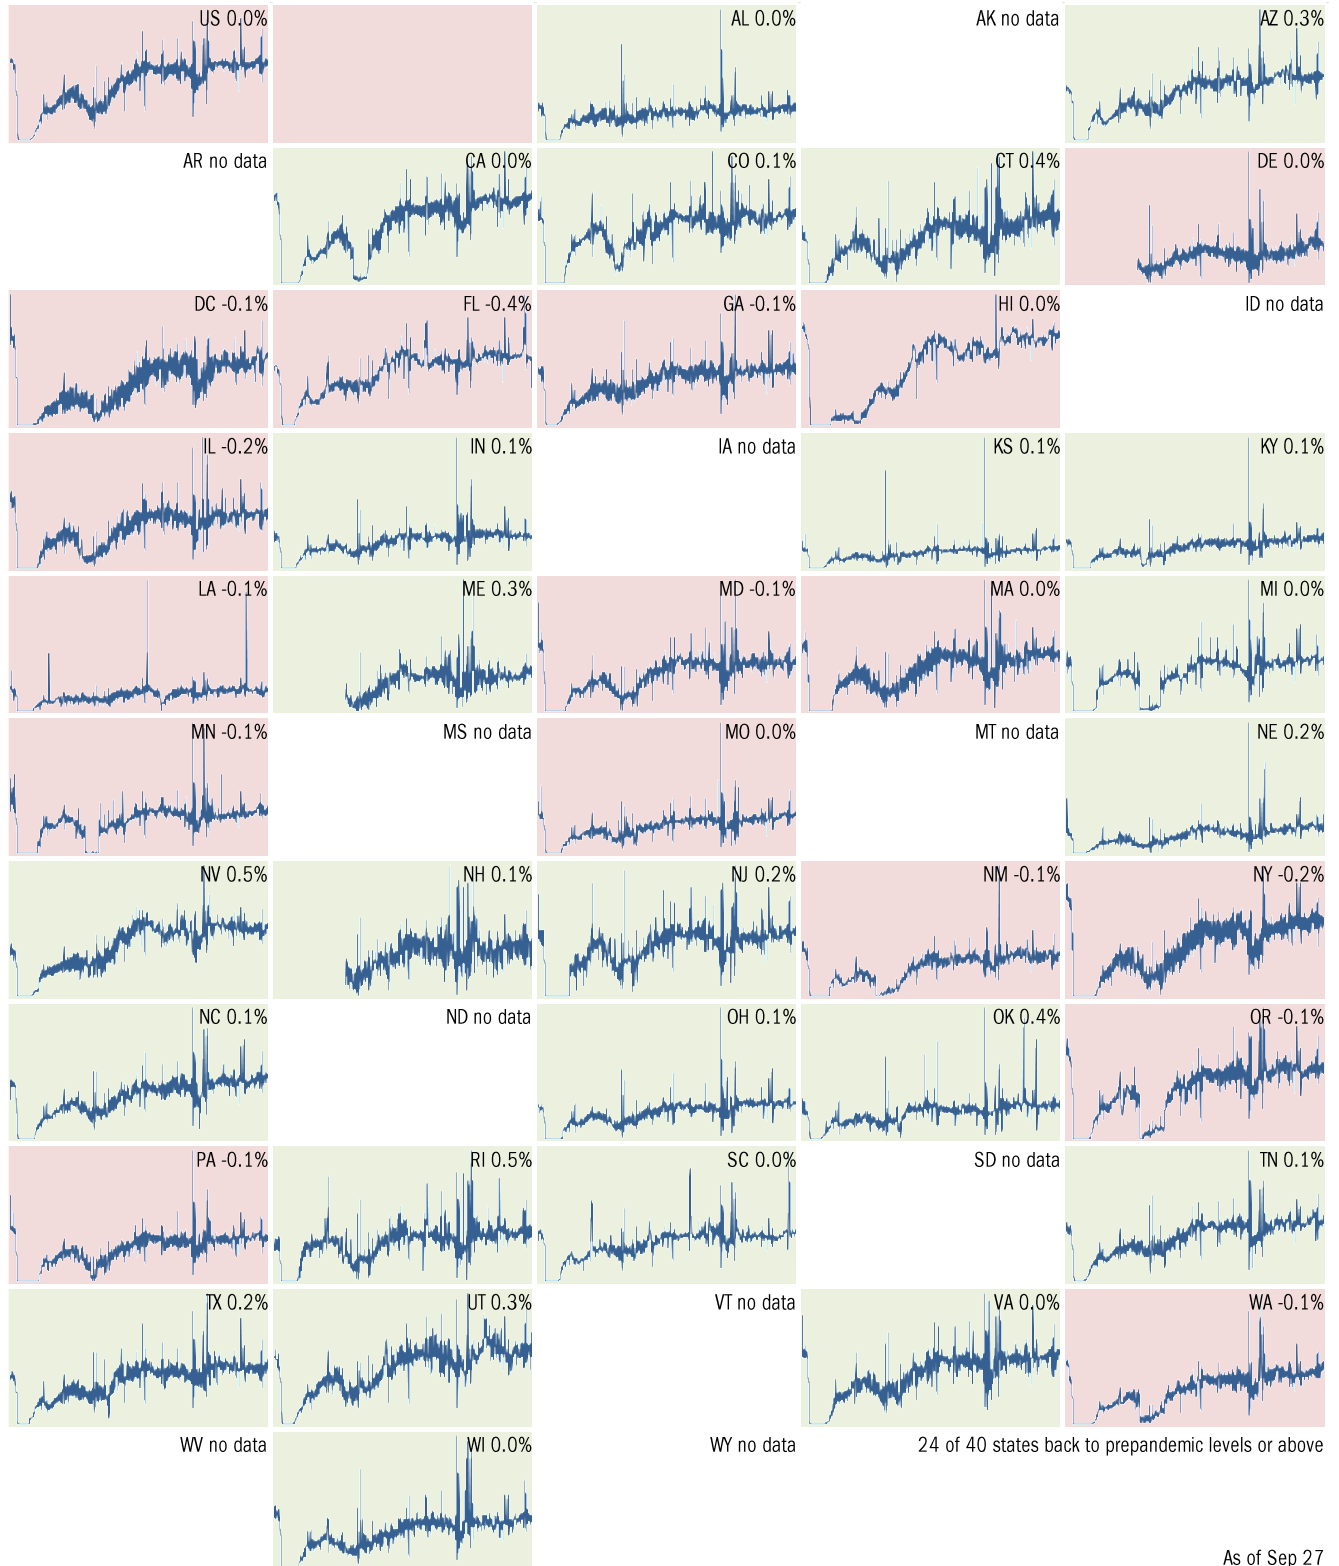 US 0.0%
AL 0.0%
AK no data
AZ 0.3%
AR no data
CA 0.0%
CO 0.1%
CT 0.4%
DE 0.0%
DC -0.1%
FL -0.4%
GA -0.1%
HI 0.0%
ID no data
IL -0.2%
IN 0.1%
IA no data
KS 0.1%
KY 0.1%
LA -0.1%
ME 0.3%
MD -0.1%
MA 0.0%
MI 0.0%
MN -0.1%
MS no data
MO 0.0%
MT no data
NE 0.2%
NV 0.5%
NH 0.1%
NJ 0.2%
NM -0.1%
NY -0.2%
NC 0.1%
ND no data
OH 0.1%
OK 0.4%
OR -0.1%
PA -0.1%
RI 0.5%
SC 0.0%
SD no data
TN 0.1%
TX 0.2%
UT 0.3%
VT no data
VA 0.0%
WA -0.1%
WV no data
WI 0.0%
WY no data
24 of 40 states back to prepandemic levels or above
As of Sep 27